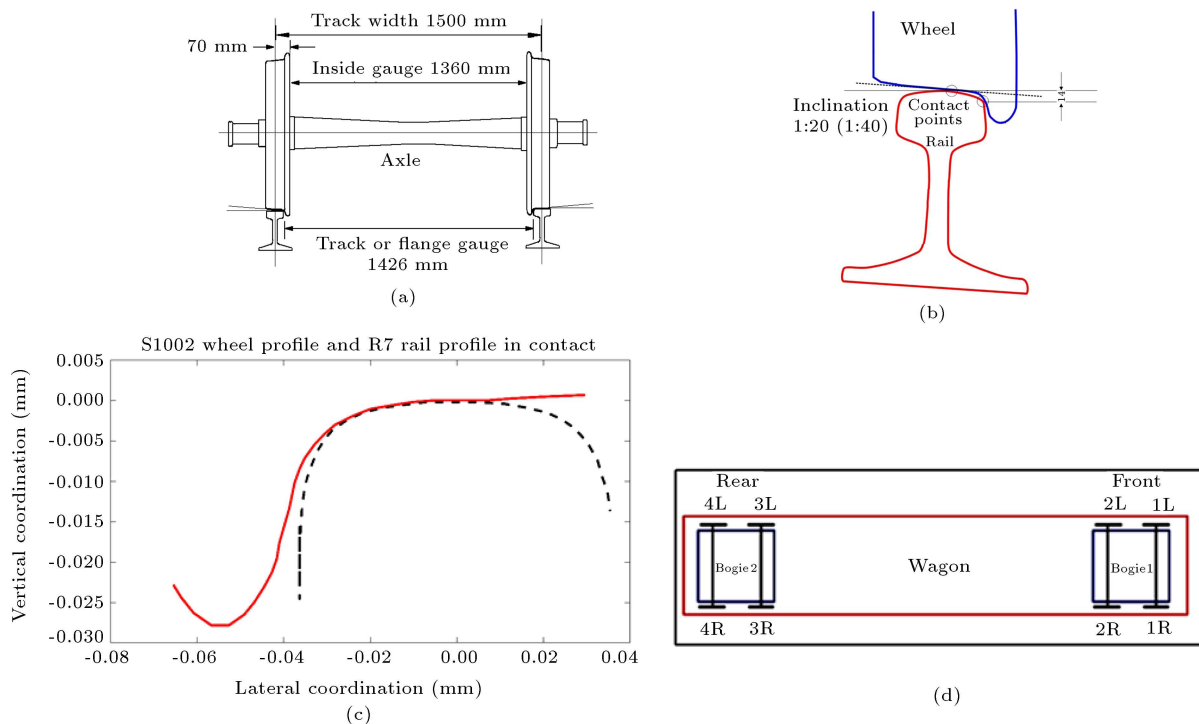 Track width 1500 mm
70 mm
Inside gauge 1360 mm
Axle
Track or flange gauge
1426 mm
(a)
Wheel
Inclination
1:20 (1:40)
Contact
points
Rail
14
(b)
S1002 wheel profile and R7 rail profile in contact
Vertical coordination (mm)
0.005
0.000
-0.005
-0.010
-0.015
-0.020
-0.025
-0.030
-0.08 -0.06 -0.04 -0.02 0.00 0.02 0.04
Lateral coordination (mm)
(c)
Rear Front
4L 3L 2L 1L
Bogie 2 Wagon Bogie 1
4R 3R 2R 1R
(d)